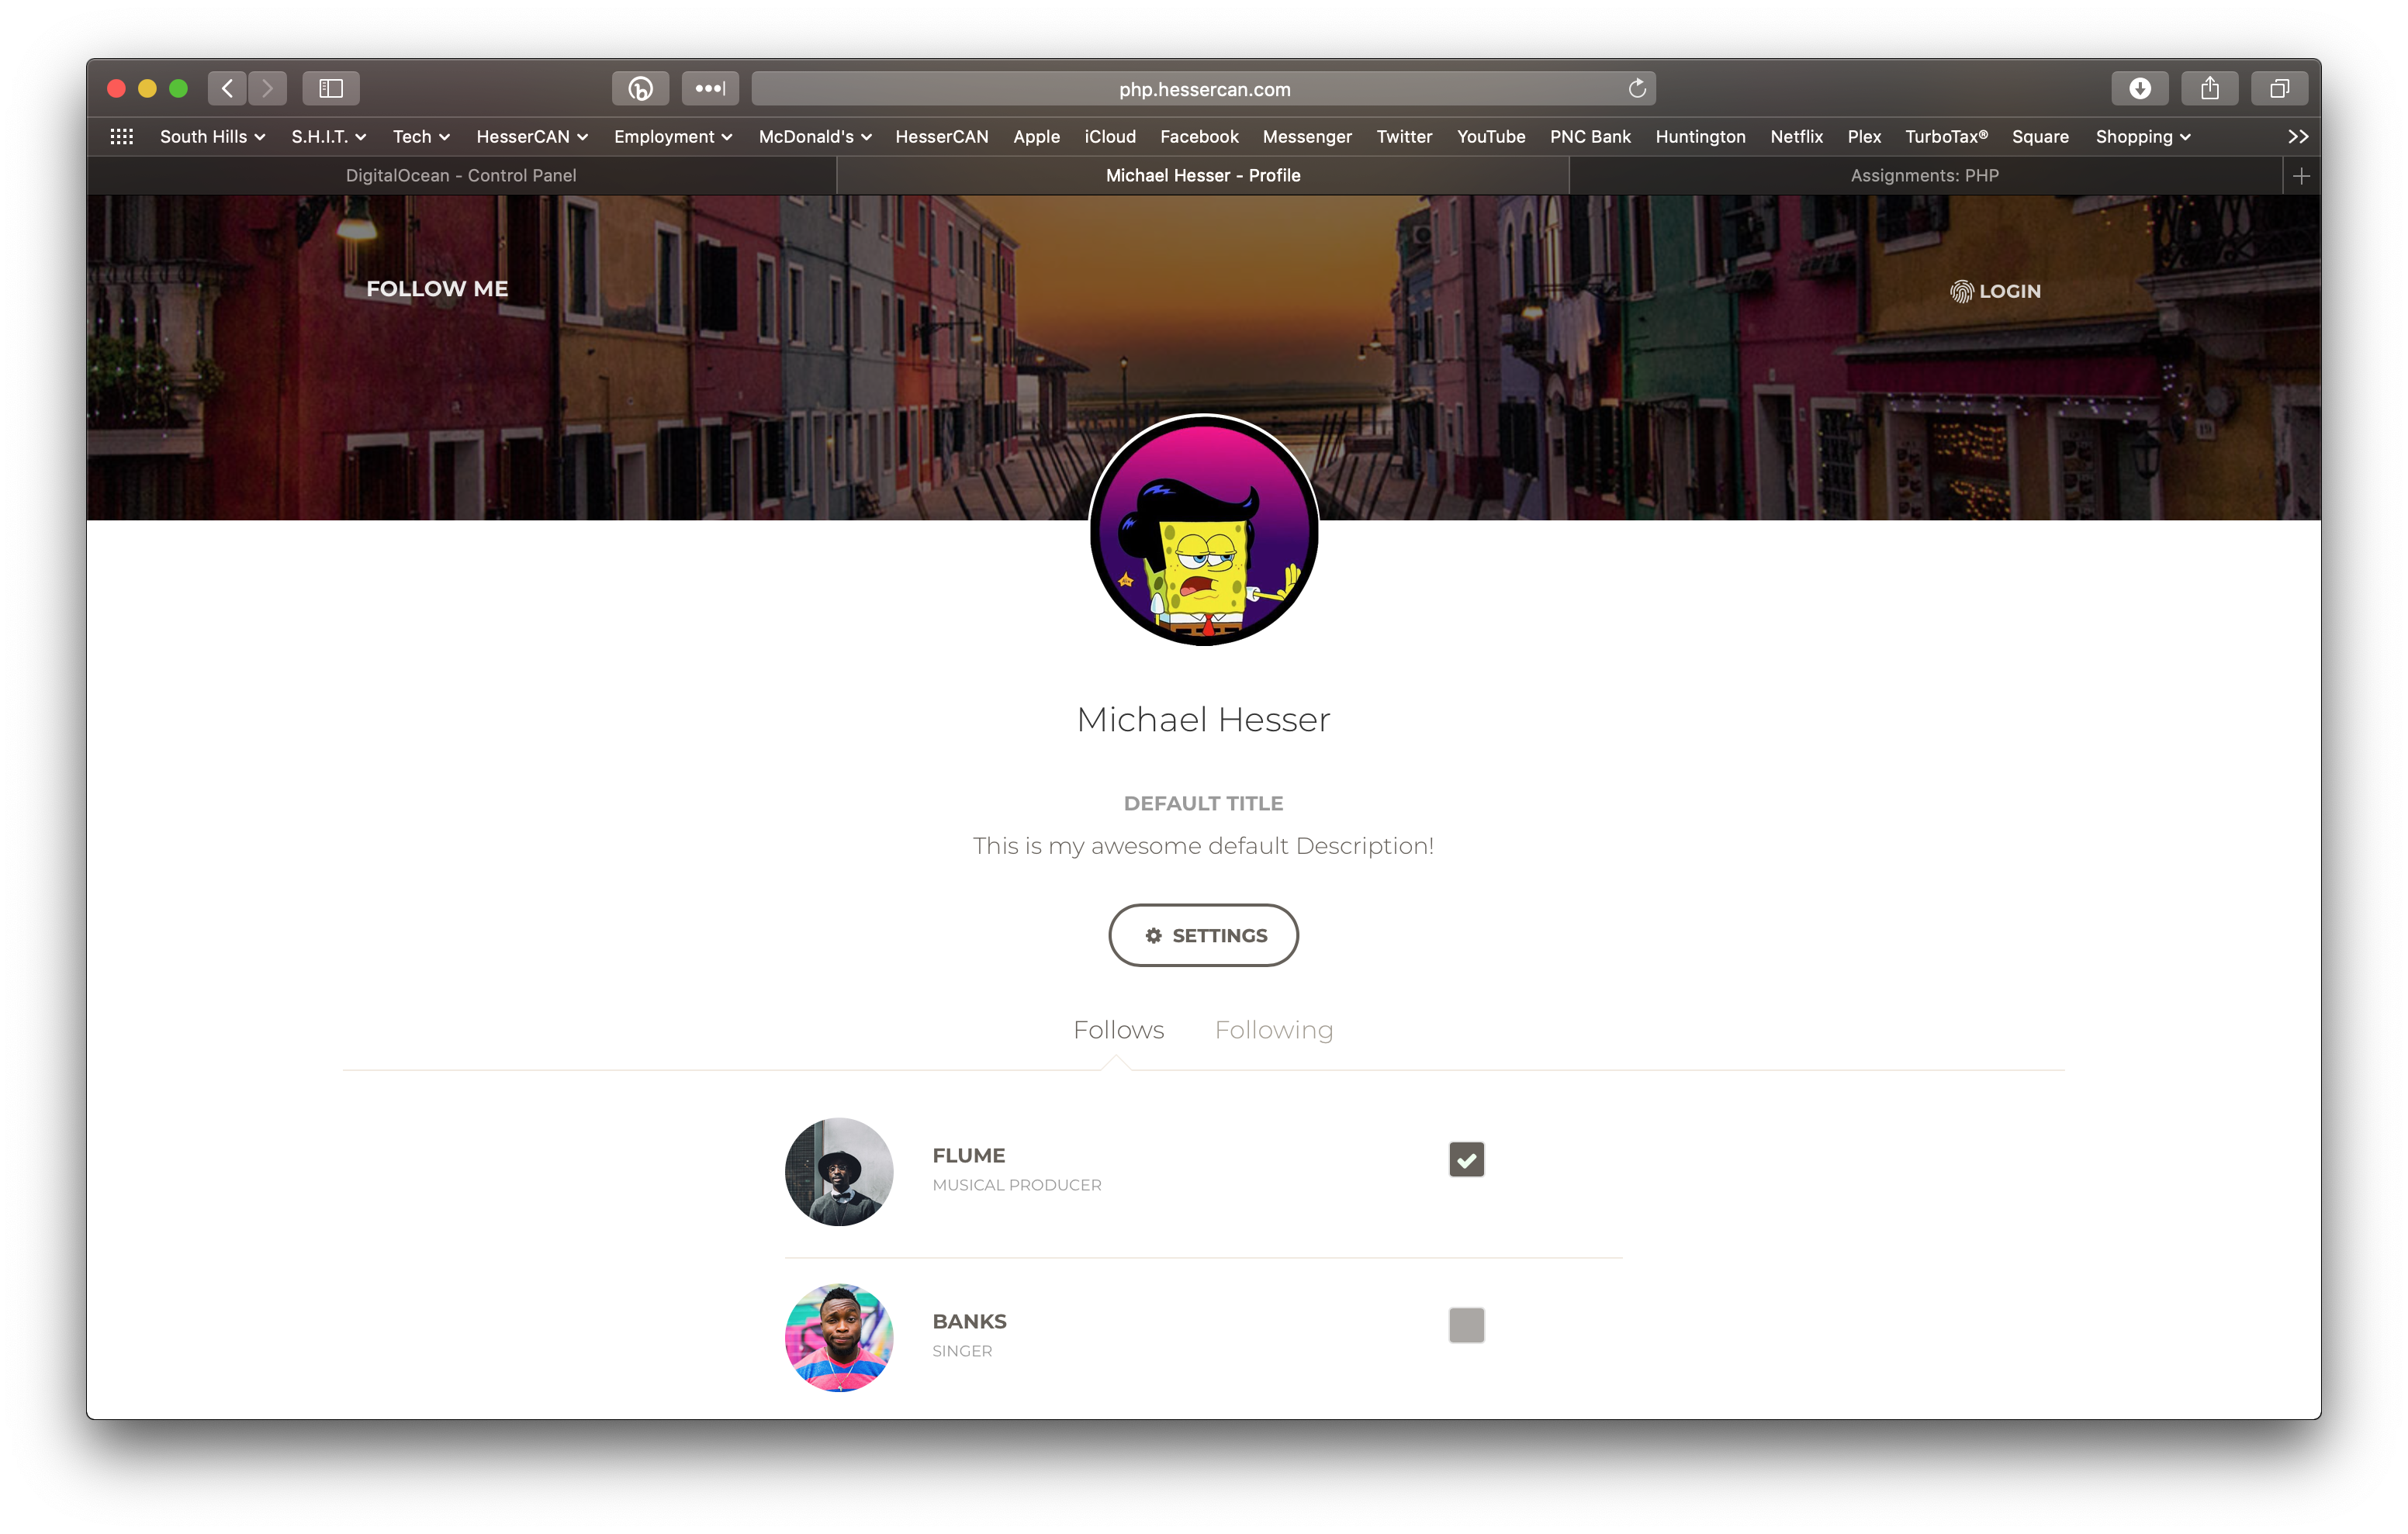 php.hessercan.com
South Hills S.H.I.T. Tech HesserCAN Employment McDonald's HesserCAN Apple iCloud Facebook Messenger Twitter YouTube PNC Bank Huntington Netflix Plex TurboTax® Square Shopping
DigitalOcean - Control Panel Michael Hesser - Profile Assignments: PHP
FOLLOW ME LOGIN
Michael Hesser
DEFAULT TITLE
This is my awesome default Description!
SETTINGS
Follows Following
FLUME
MUSICAL PRODUCER
BANKS
SINGER